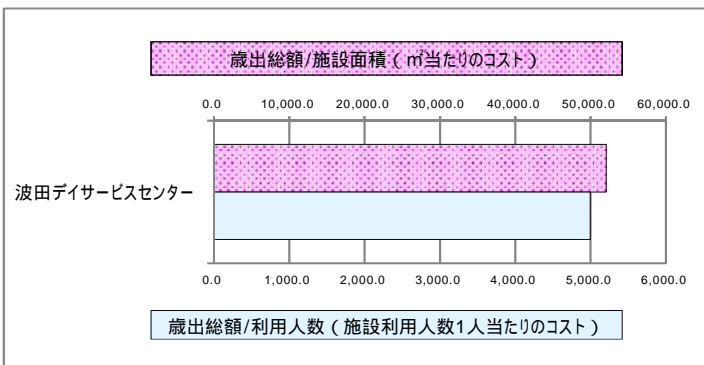 歳出総額/施設面積(㎡当たりのコスト)
0.0 10,000.0 20,000.0 30,000.0 40,000.0 50,000.0 60,000.0
波田デイサービスセンター
0.0 1,000.0 2,000.0 3,000.0 4,000.0 5,000.0 6,000.0
歳出総額/利用人数(施設利用人数1人当たりのコスト)